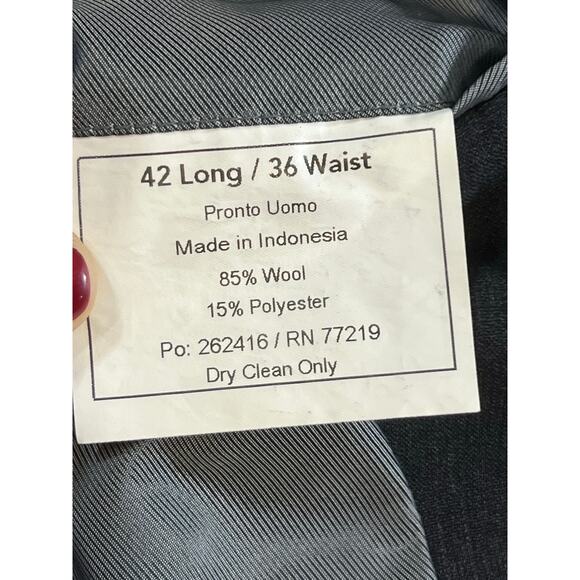 42 Long / 36 Waist
Pronto Uomo
Made in Indonesia
85% Wool
15% Polyester
Po: 262416 / RN 77219
Dry Clean Only